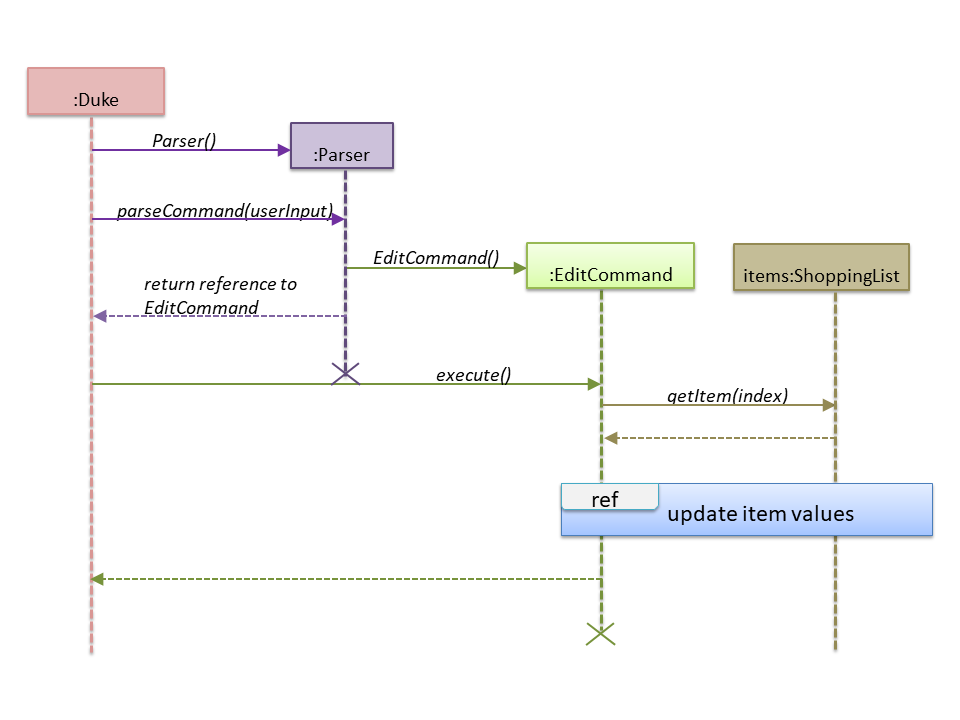 :Duke
Parser()
:Parser
parseCommand(userInput)
EditCommand()
:EditCommand
items:ShoppingList
return reference to
EditCommand
execute()
getItem(index)
ref
update item values